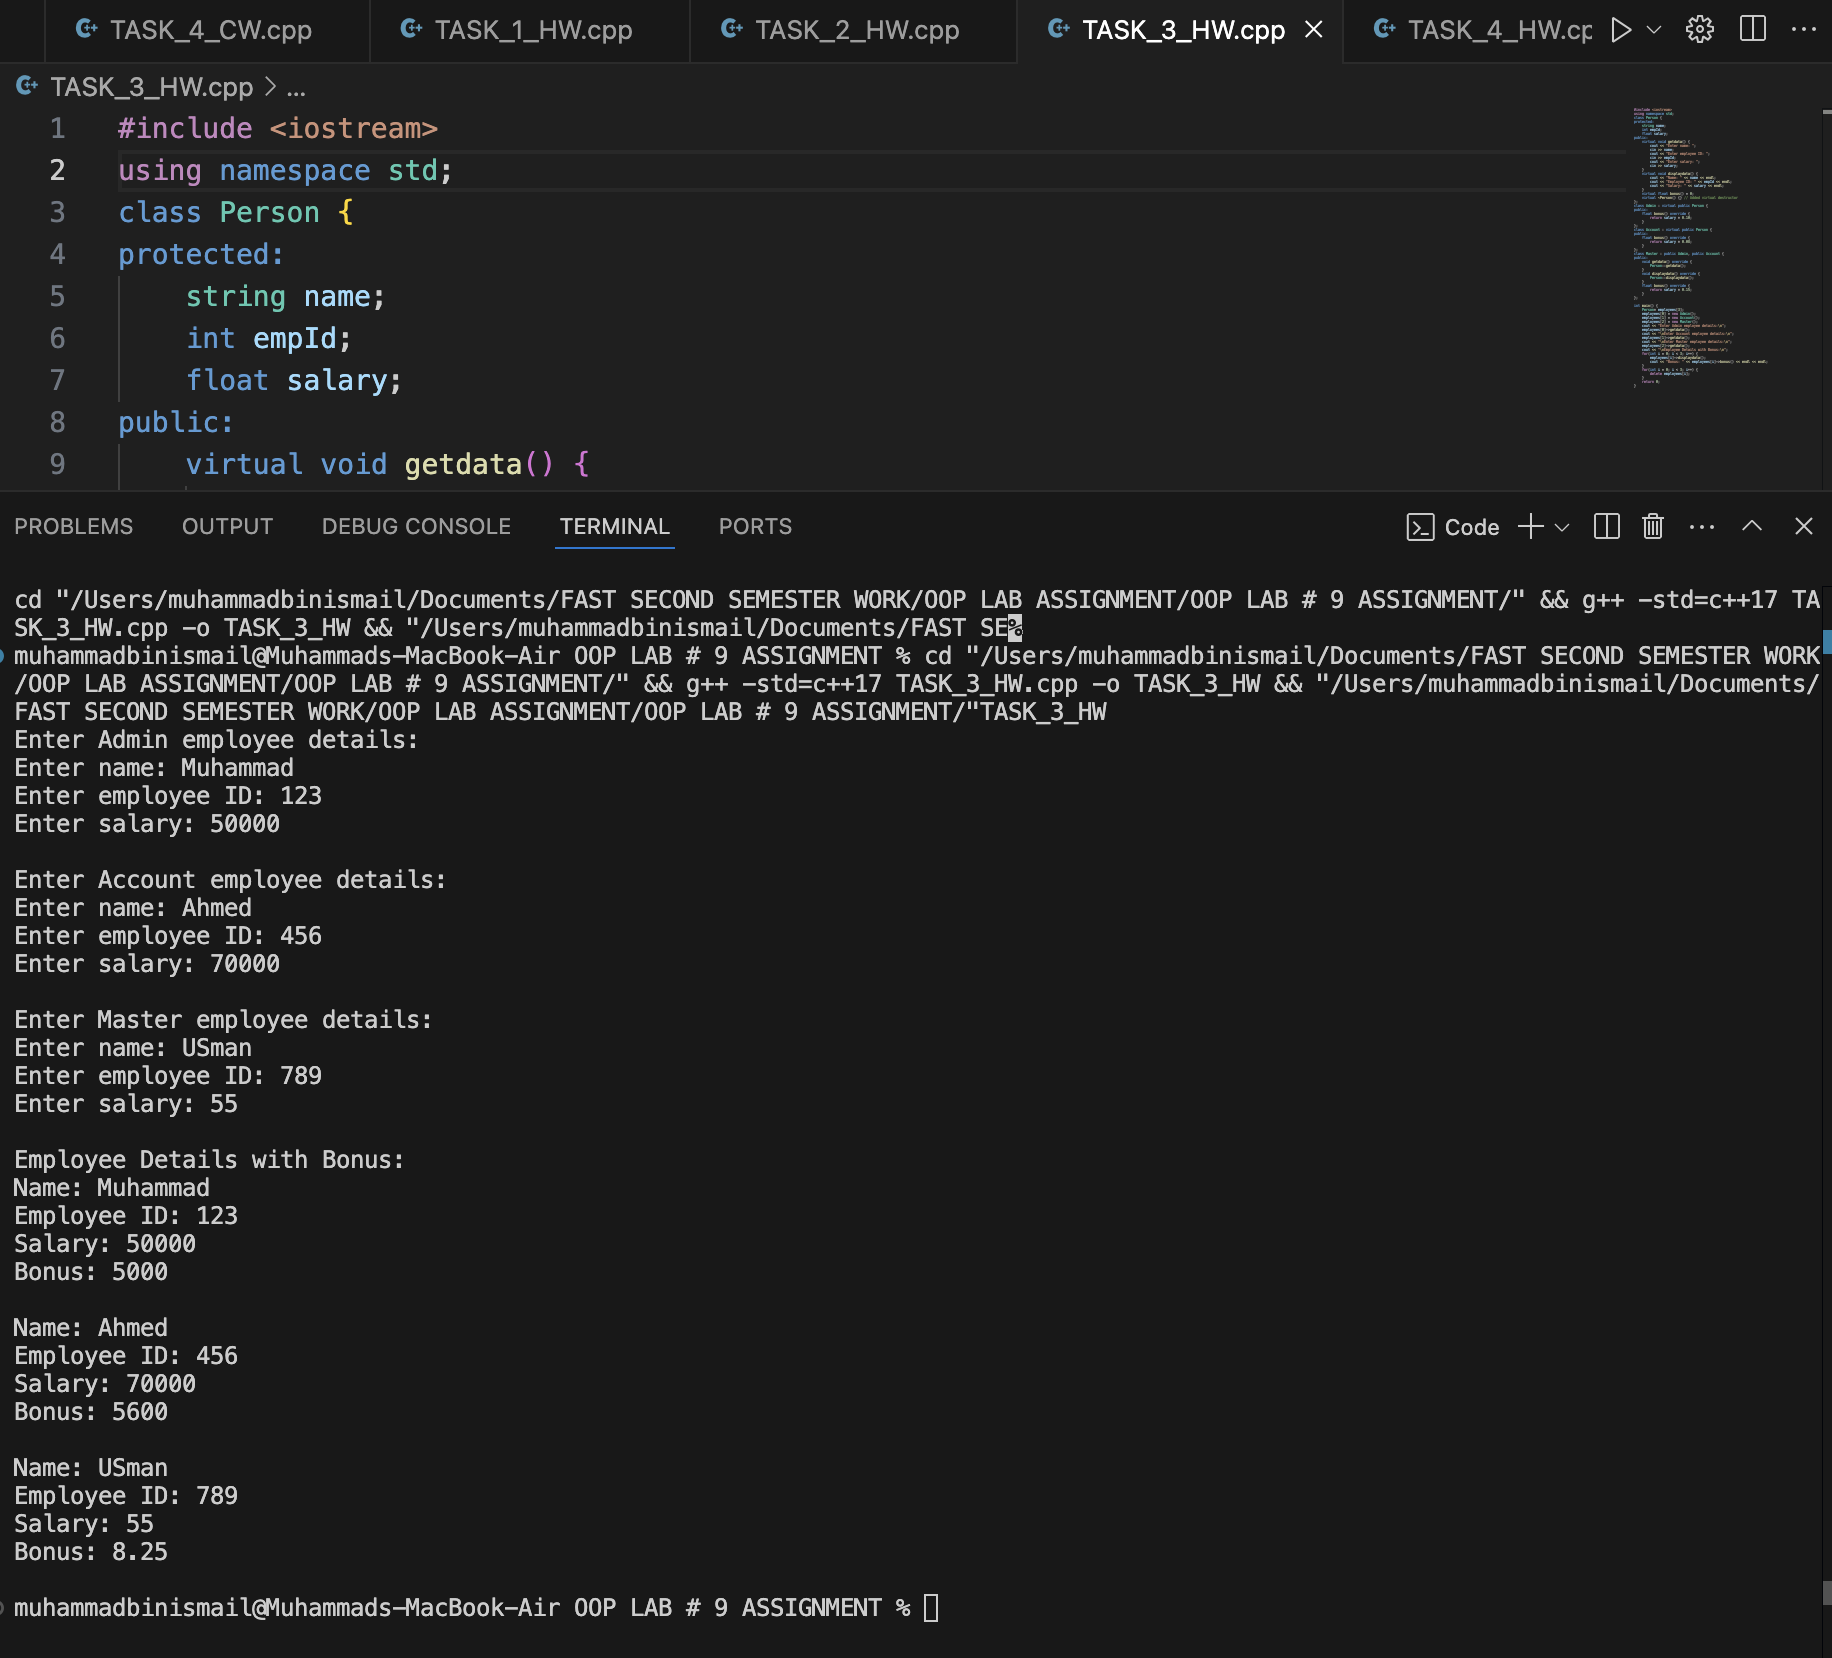 TASK_4_CW.cpp TASK_1_HW.cpp TASK_2_HW.cpp TASK_3_HW.cpp TASK_4_HW.cp
TASK_3_HW.cpp > ...
1 #include <iostream>
2 using namespace std;
3 class Person {
4 protected:
5 string name;
6 int empId;
7 float salary;
8 public:
9 virtual void getdata() {
PROBLEMS OUTPUT DEBUG CONSOLE TERMINAL PORTS Code
cd "/Users/muhammadbinismail/Documents/FAST SECOND SEMESTER WORK/OOP LAB ASSIGNMENT/OOP LAB # 9 ASSIGNMENT/" && g++ -std=c++17 TA
SK_3_HW.cpp -o TASK_3_HW && "/Users/muhammadbinismail/Documents/FAST SE%
muhammadbinismail@Muhammads-MacBook-Air OOP LAB # 9 ASSIGNMENT % cd "/Users/muhammadbinismail/Documents/FAST SECOND SEMESTER WORK
/OOP LAB ASSIGNMENT/OOP LAB # 9 ASSIGNMENT/" && g++ -std=c++17 TASK_3_HW.cpp -o TASK_3_HW && "/Users/muhammadbinismail/Documents/
FAST SECOND SEMESTER WORK/OOP LAB ASSIGNMENT/OOP LAB # 9 ASSIGNMENT/"TASK_3_HW
Enter Admin employee details:
Enter name: Muhammad
Enter employee ID: 123
Enter salary: 50000
Enter Account employee details:
Enter name: Ahmed
Enter employee ID: 456
Enter salary: 70000
Enter Master employee details:
Enter name: USman
Enter employee ID: 789
Enter salary: 55
Employee Details with Bonus:
Name: Muhammad
Employee ID: 123
Salary: 50000
Bonus: 5000
Name: Ahmed
Employee ID: 456
Salary: 70000
Bonus: 5600
Name: USman
Employee ID: 789
Salary: 55
Bonus: 8.25
muhammadbinismail@Muhammads-MacBook-Air OOP LAB # 9 ASSIGNMENT %